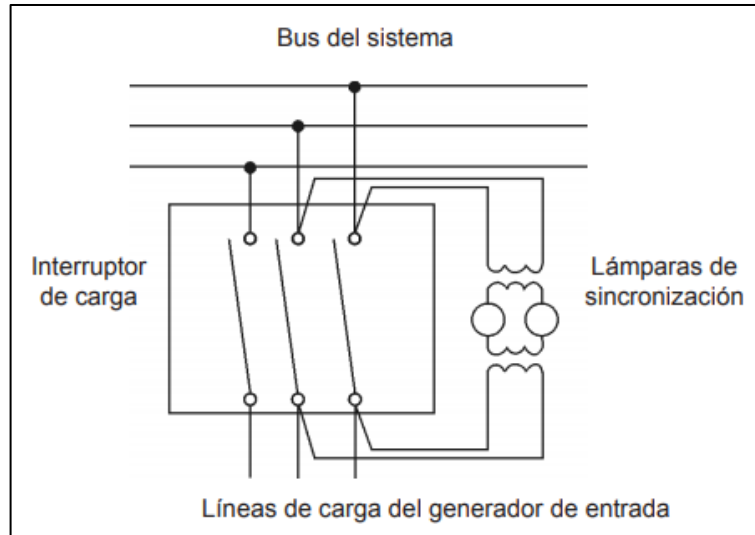 Bus del sistema
Interruptor
de carga
Lámparas de
sincronización
Líneas de carga del generador de entrada